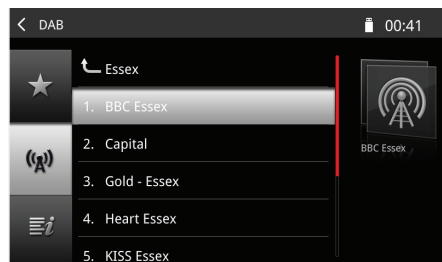 DAB
00:41
Essex
1. BBC Essex
2. Capital
3. Gold - Essex
4. Heart Essex
5. KISS Essex
BBC Essex